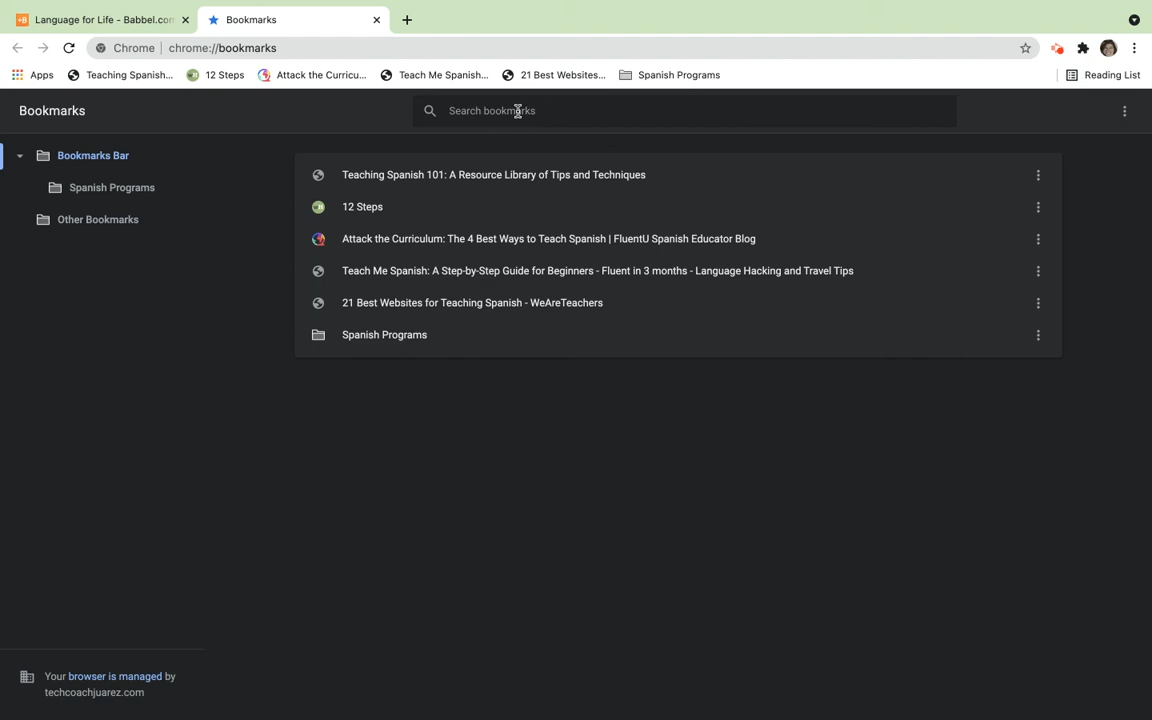 Language for Life - Babbel.com
Bookmarks
Chrome | chrome://bookmarks
Apps
Teaching Spanish...
12 Steps
Attack the Curricu...
Teach Me Spanish...
21 Best Websites...
Spanish Programs
Reading List
Bookmarks
Search bookmarks
Bookmarks Bar
Spanish Programs
Other Bookmarks
Teaching Spanish 101: A Resource Library of Tips and Techniques
12 Steps
Attack the Curriculum: The 4 Best Ways to Teach Spanish | FluentU Spanish Educator Blog
Teach Me Spanish: A Step-by-Step Guide for Beginners - Fluent in 3 months - Language Hacking and Travel Tips
21 Best Websites for Teaching Spanish - WeAreTeachers
Spanish Programs
Your browser is managed by
techcoachjuarez.com